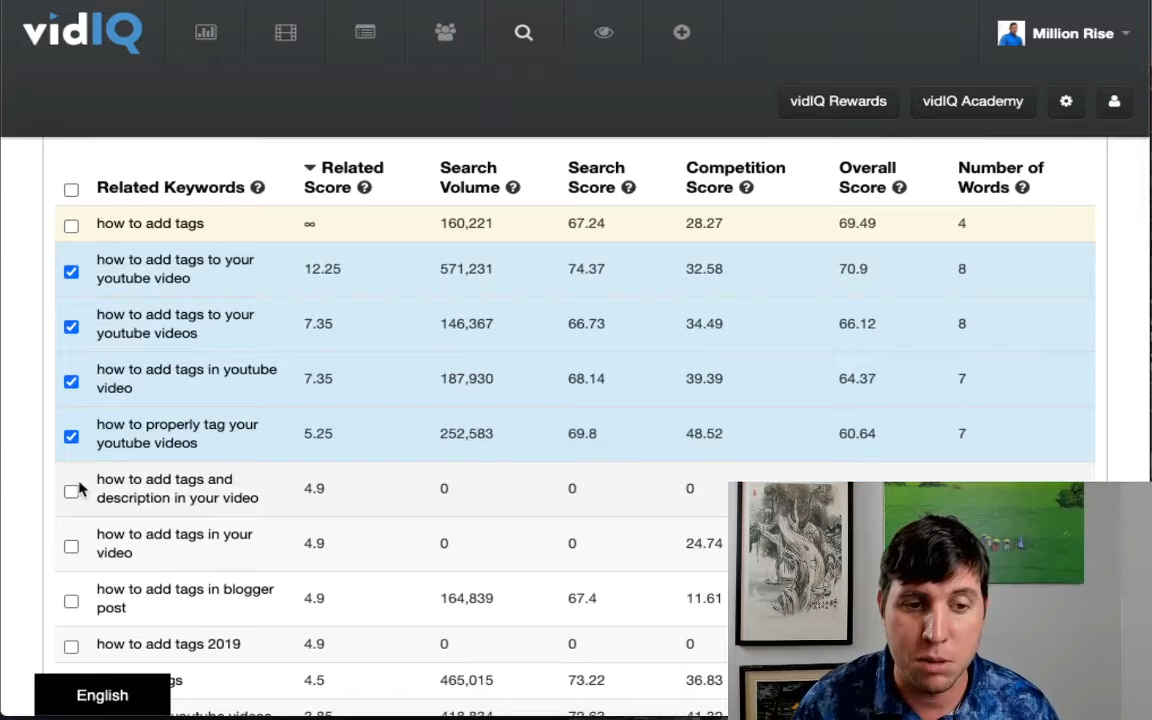 vidIQ
Million Rise
vidIQ Rewards
vidIQ Academy
Related Keywords
Related Score
Search Volume
Search Score
Competition Score
Overall Score
Number of Words
how to add tags ∞ 160,221 67.24 28.27 69.49 4
how to add tags to your
youtube video
12.25 571,231 74.37 32.58 70.9 8
how to add tags to your
youtube videos
7.35 146,367 66.73 34.49 66.12 8
how to add tags in youtube
video
7.35 187,930 68.14 39.39 64.37 7
how to properly tag your
youtube videos
5.25 252,583 69.8 48.52 60.64 7
how to add tags and
description in your video
4.9 0 0 0
how to add tags in your
video
4.9 0 0 24.74
how to add tags in blogger
post
4.9 164,839 67.4 11.61
how to add tags 2019 4.9 0 0 0
4.5 465,015 73.22 36.83
youtube videos
English